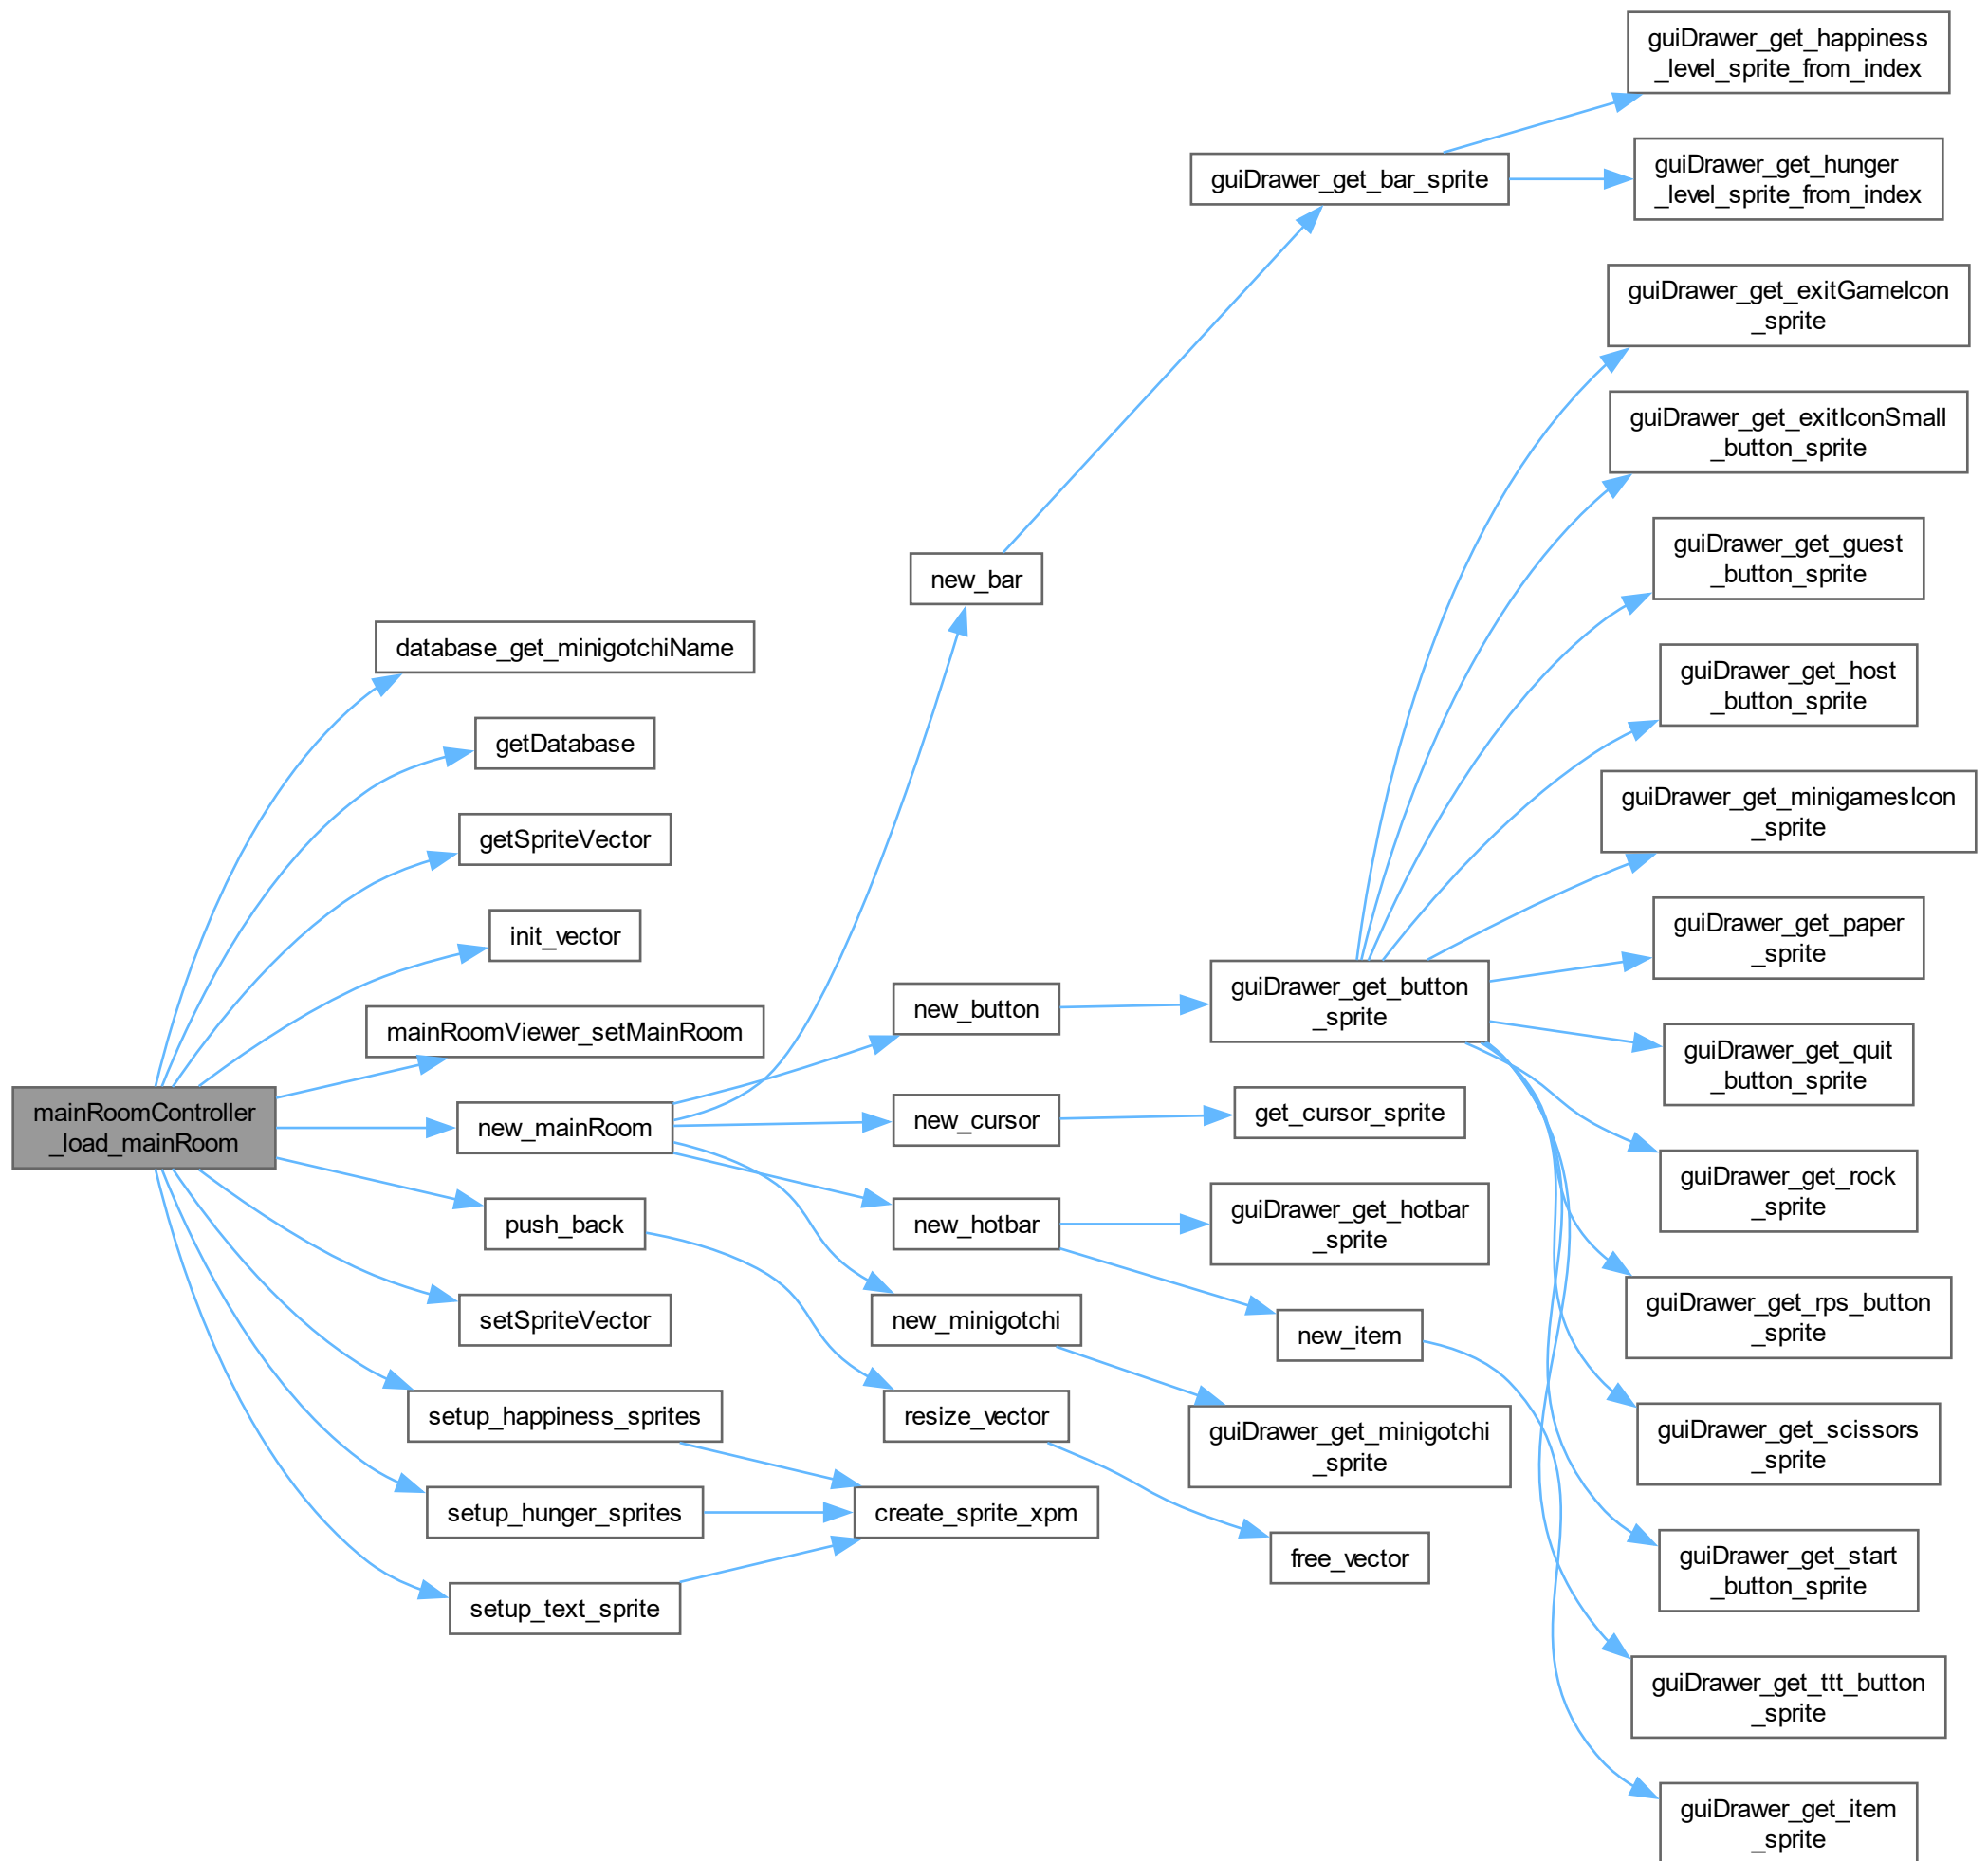 guiDrawer_get_happiness
_level_sprite_from_index
guiDrawer_get_bar_sprite
guiDrawer_get_hunger
_level_sprite_from_index
guiDrawer_get_exitGameIcon
_sprite
guiDrawer_get_exitIconSmall
_button_sprite
guiDrawer_get_guest
_button_sprite
new_bar
database_get_minigotchiName
guiDrawer_get_host
_button_sprite
getDatabase
getSpriteVector
guiDrawer_get_minigamesIcon
_sprite
init_vector
guiDrawer_get_paper
_sprite
mainRoomViewer_setMainRoom
new_button
guiDrawer_get_button
_sprite
guiDrawer_get_quit
_button_sprite
mainRoomController
_load_mainRoom
new_mainRoom
new_cursor
get_cursor_sprite
guiDrawer_get_rock
_sprite
push_back
new_hotbar
guiDrawer_get_hotbar
_sprite
setSpriteVector
new_minigotchi
new_item
guiDrawer_get_rps_button
_sprite
setup_happiness_sprites
resize_vector
guiDrawer_get_minigotchi
_sprite
guiDrawer_get_scissors
_sprite
setup_hunger_sprites
create_sprite_xpm
free_vector
guiDrawer_get_start
_button_sprite
setup_text_sprite
guiDrawer_get_ttt_button
_sprite
guiDrawer_get_item
_sprite